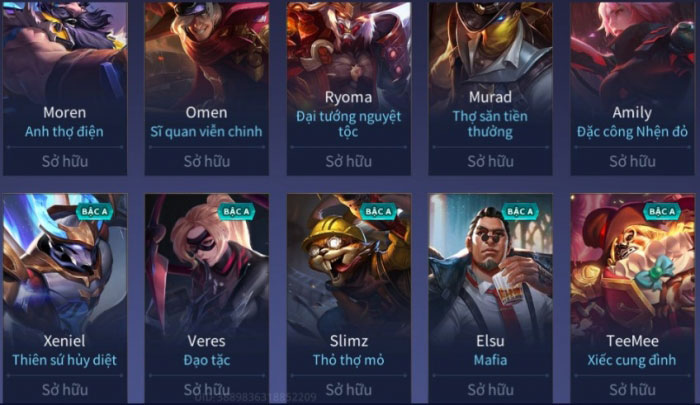 Moren
Anh thợ điện
Sở hữu
Omen
Sĩ quan viễn chinh
Sở hữu
Ryoma
Đại tướng nguyệt
tộc
Sở hữu
Murad
Thợ săn tiền
thưởng
Sở hữu
Amily
Đặc công Nhện đỏ
Sở hữu
BẬC A
Xeniel
Thiên sứ hủy diệt
Sở hữu
BẬC A
Veres
Đạo tặc
Sở hữu
BẬC A
Slimz
Thỏ thợ mỏ
Sở hữu
BẬC A
Elsu
Mafia
Sở hữu
BẬC A
TeeMee
Xiếc cung đình
Sở hữu